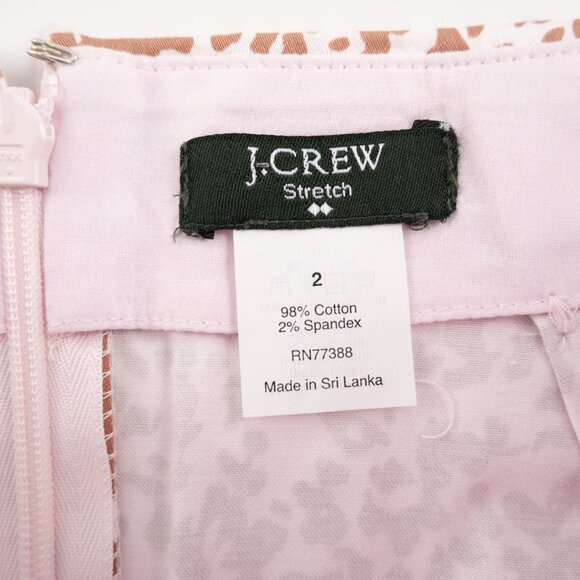 J.CREW
Stretch
2
98% Cotton
2% Spandex
RN77388
Made in Sri Lanka